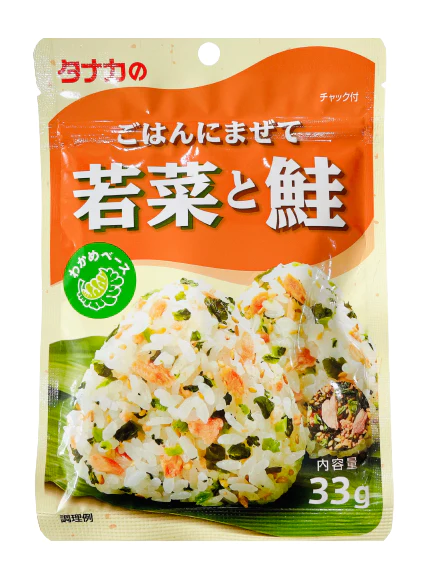 タナカの
チャック付
ごはんにまぜて
若菜と鮭
わかめベース
内容量
33g
調理例